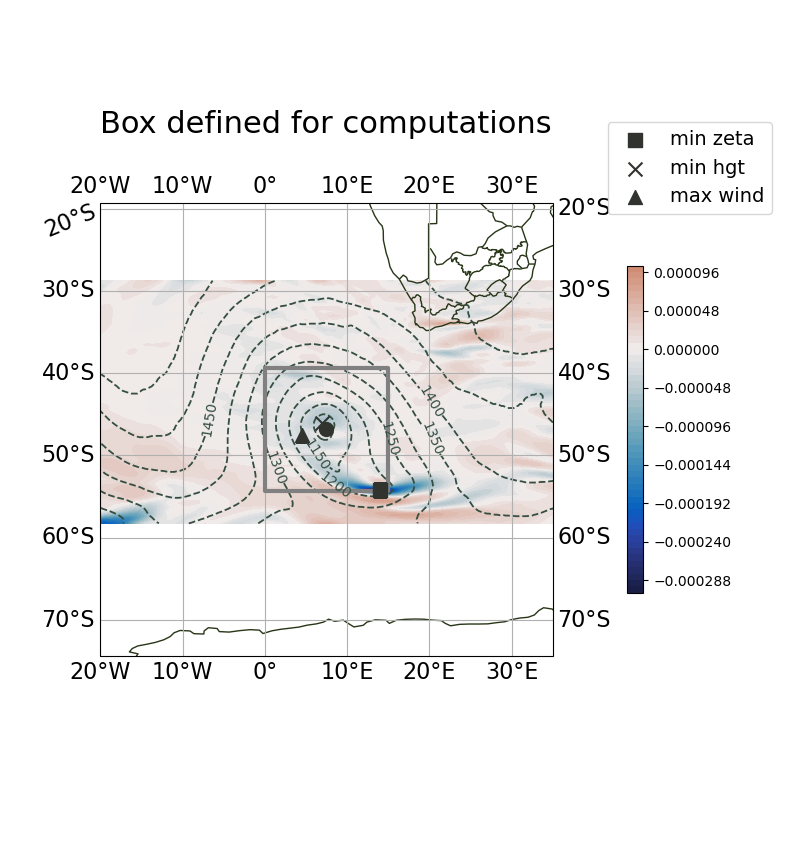 Box defined for computations
min zeta
min hgt
max wind
20°W 10°W 0° 10°E 20°E 30°E
20°S 20°S
30°S 30°S
40°S 40°S
50°S 50°S
60°S 60°S
70°S 70°S
20°W 10°W 0° 10°E 20°E 30°E
1450
1400
1350
1250
1300
1150
1200
0.000096
0.000048
0.000000
−0.000048
−0.000096
−0.000144
−0.000192
−0.000240
−0.000288